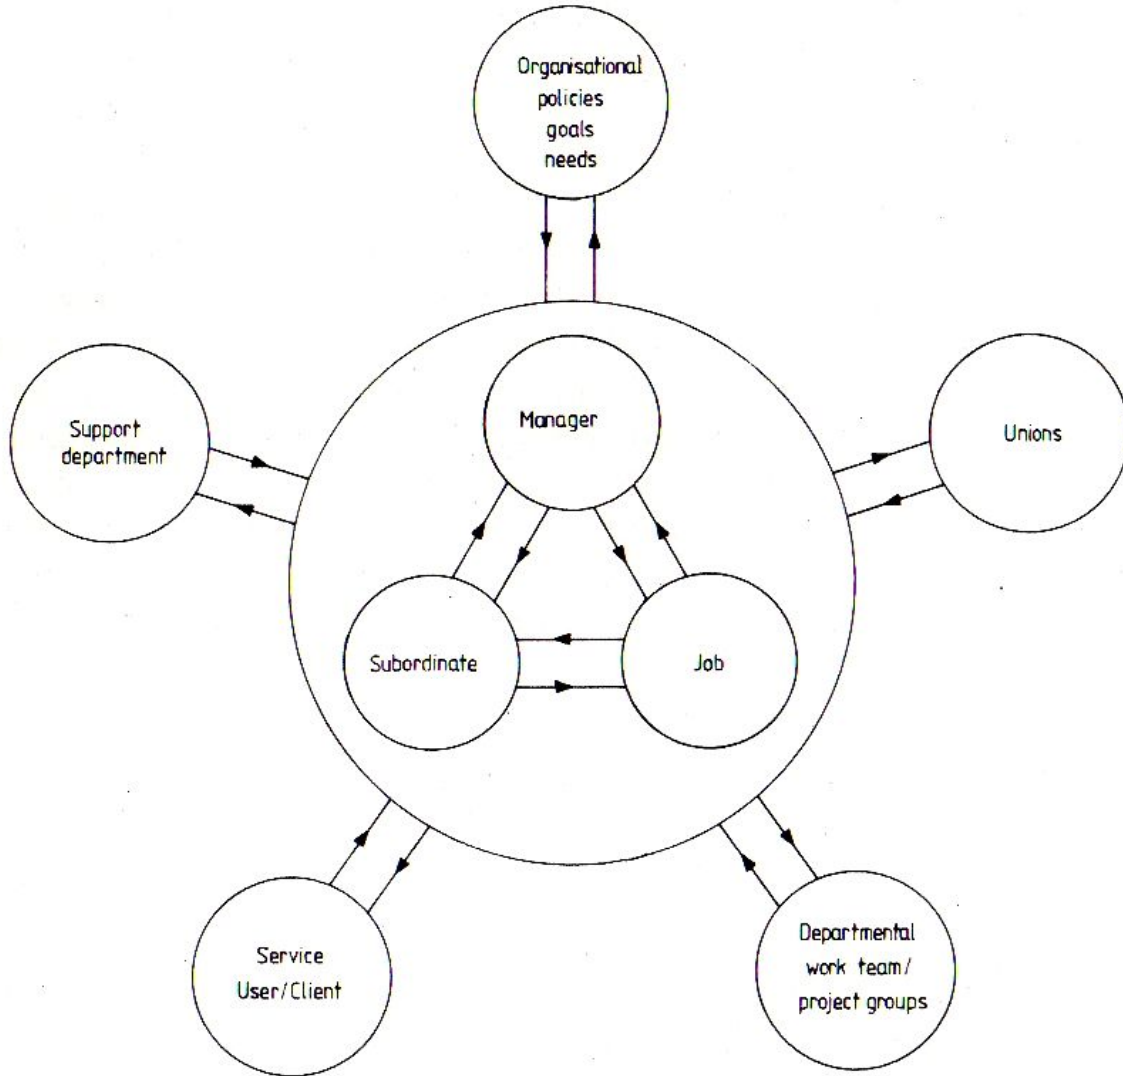 Organisational
policies
goals
needs
Support
department
Manager
Unions
Subordinate
Job
Service
User/Client
Departmental
work team/
project groups